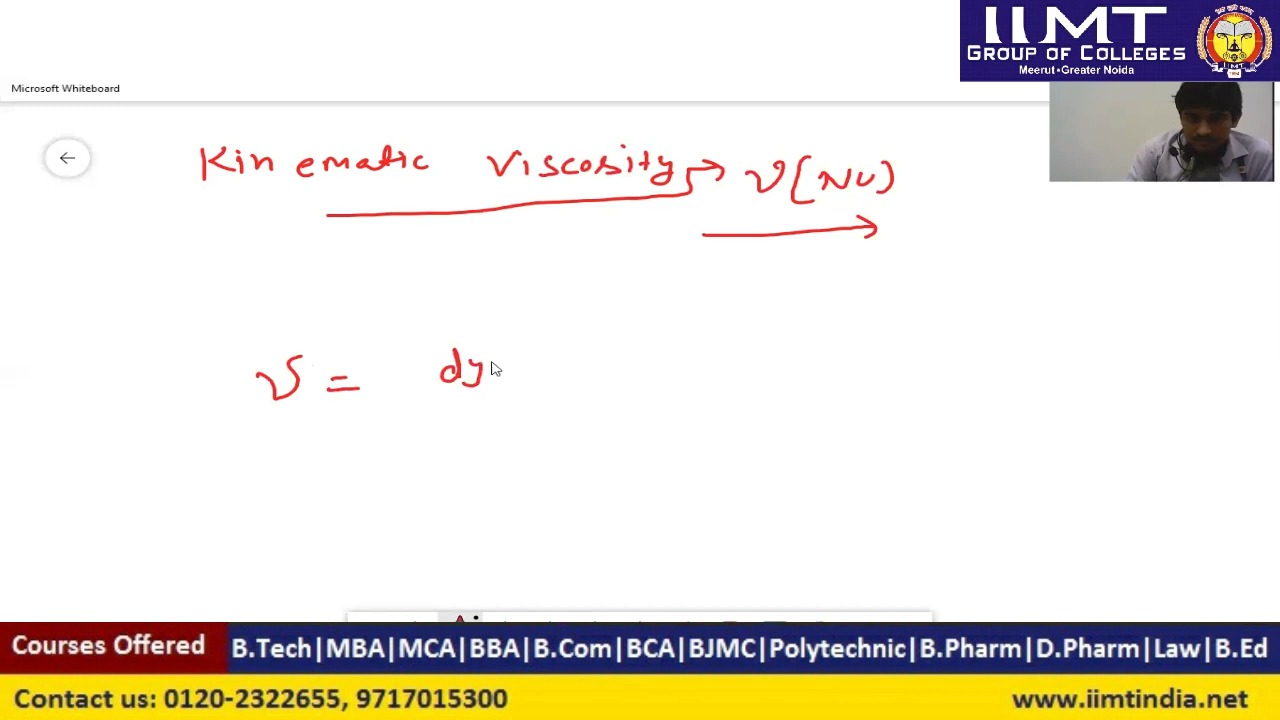 IIMT
GROUP OF COLLEGES
Meerut•Greater Noida
IIMT
Microsoft Whiteboard
Kinematic Viscosity → ν (Nu)
ν = dy
Courses Offered B.Tech|MBA|MCA|BBA|B.Com|BCA|BJMC|Polytechnic|B.Pharm|D.Pharm|Law|B.Ed
Contact us: 0120-2322655, 9717015300 www.iimtindia.net